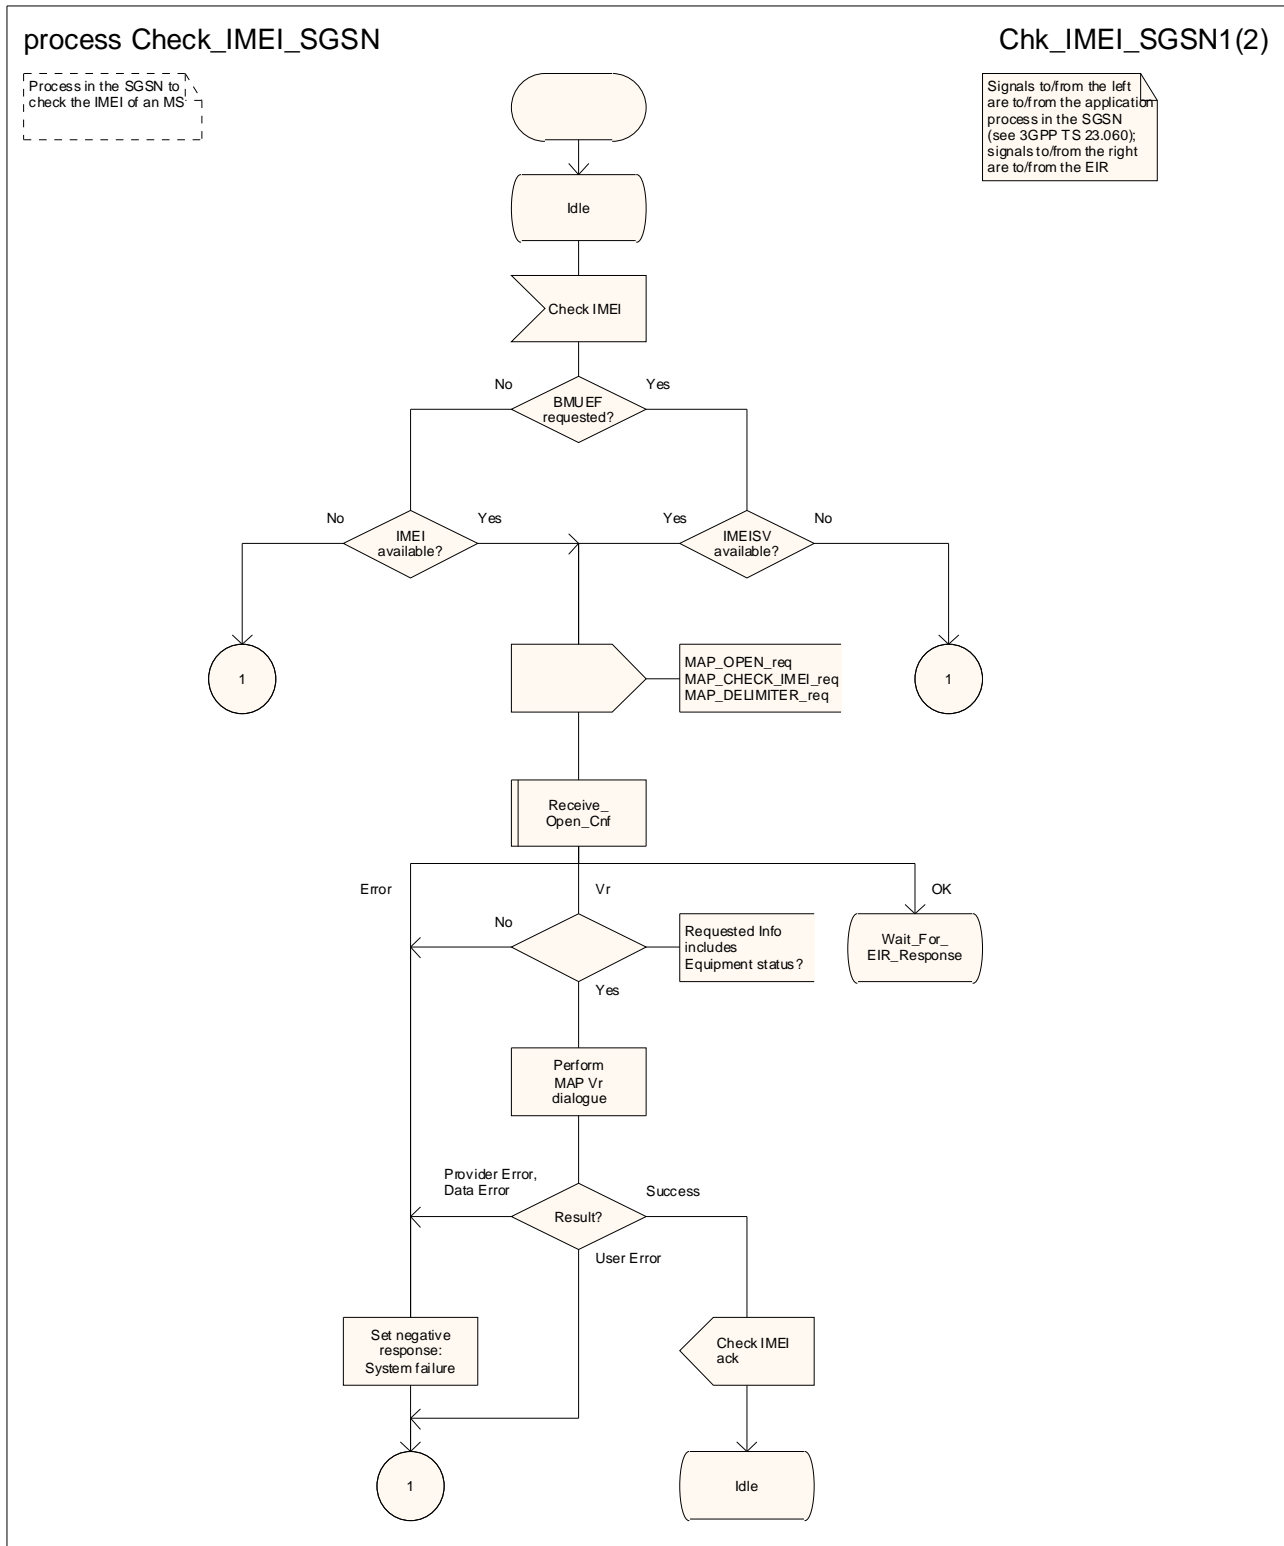 process Check_IMEI_SGSN
Chk_IMEI_SGSN1(2)
Process in the SGSN to
check the IMEI of an MS
Signals to/from the left
are to/from the application
process in the SGSN
(see 3GPP TS 23.060);
signals to/from the right
are to/from the EIR
Idle
Check IMEI
No
Yes
BMUEF
requested?
No
IMEI
available?
Yes
Yes
IMEISV
available?
No
1
MAP_OPEN_req
MAP_CHECK_IMEI_req
MAP_DELIMITER_req
1
Receive_
Open_Cnf
Error
Vr
OK
No
Requested Info
includes
Equipment status?
Wait_For_
EIR_Response
Yes
Perform
MAP Vr
dialogue
Provider Error,
Data Error
Success
Result?
User Error
Set negative
response:
System failure
Check IMEI
ack
1
Idle